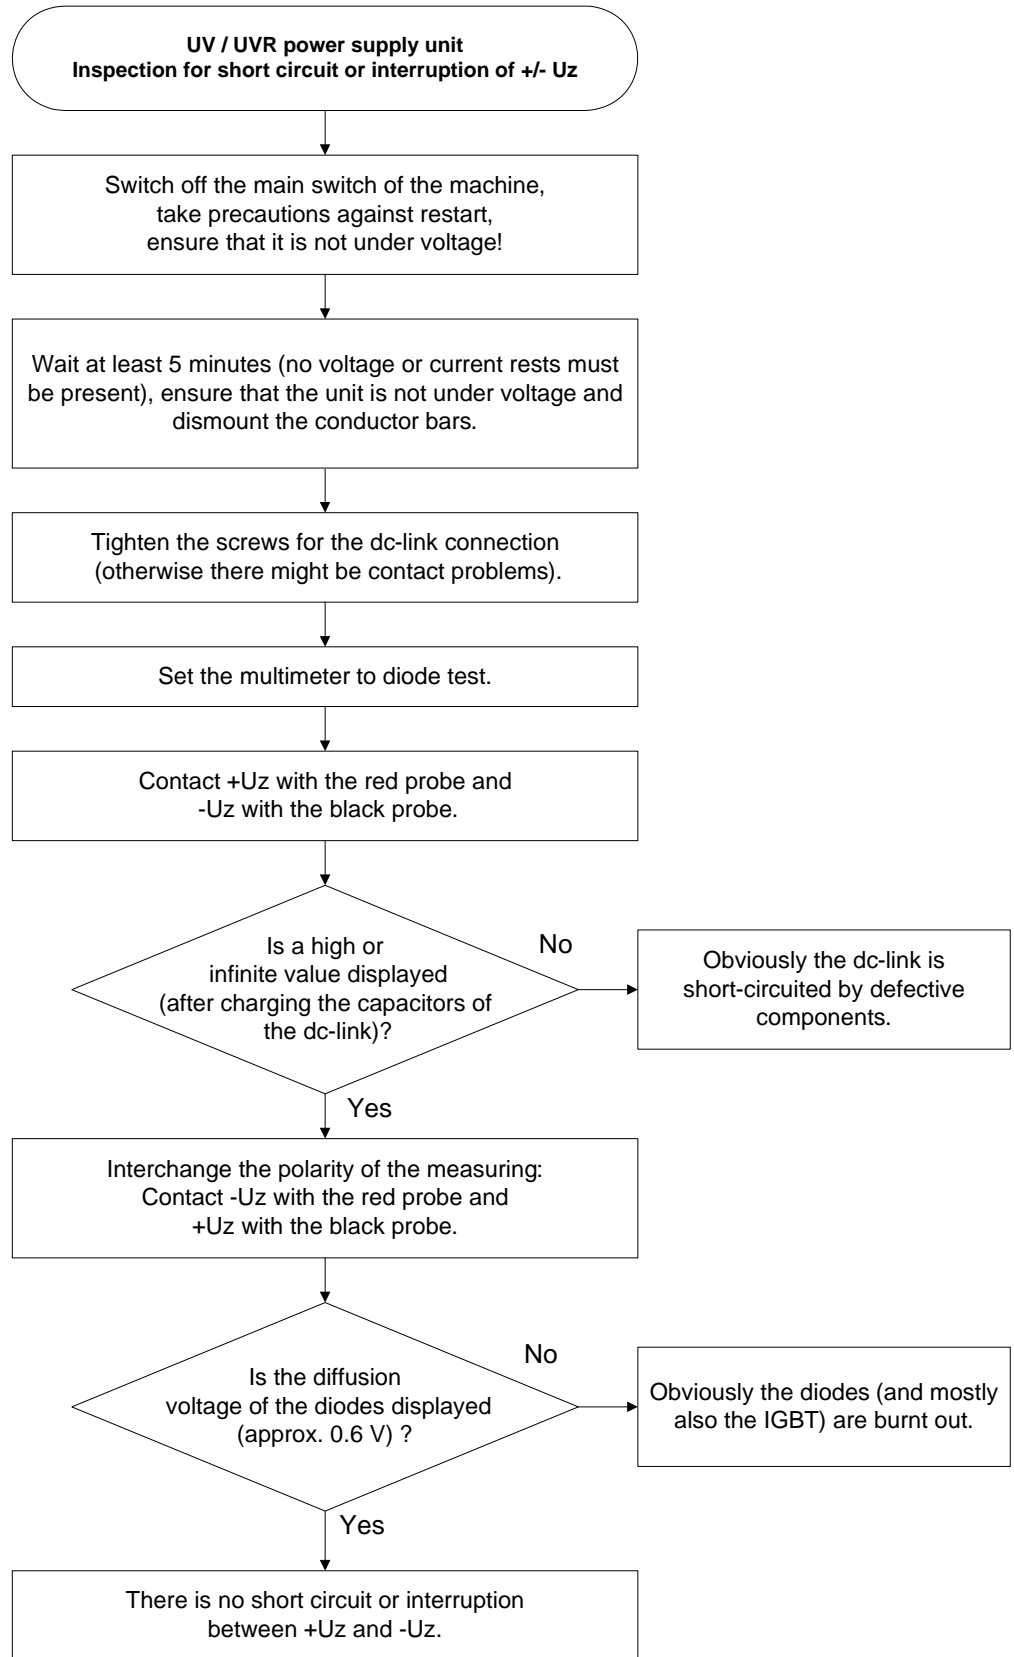 UV / UVR power supply unit
Inspection for short circuit or interruption of +/- Uz
Switch off the main switch of the machine,
take precautions against restart,
ensure that it is not under voltage!
Wait at least 5 minutes (no voltage or current rests must
be present), ensure that the unit is not under voltage and
dismount the conductor bars.
Tighten the screws for the dc-link connection
(otherwise there might be contact problems).
Set the multimeter to diode test.
Contact +Uz with the red probe and
-Uz with the black probe.
Is a high or
infinite value displayed
(after charging the capacitors of
the dc-link)?
No
Obviously the dc-link is
short-circuited by defective
components.
Yes
Interchange the polarity of the measuring:
Contact -Uz with the red probe and
+Uz with the black probe.
Is the diffusion
voltage of the diodes displayed
(approx. 0.6 V) ?
No
Obviously the diodes (and mostly
also the IGBT) are burnt out.
Yes
There is no short circuit or interruption
between +Uz and -Uz.